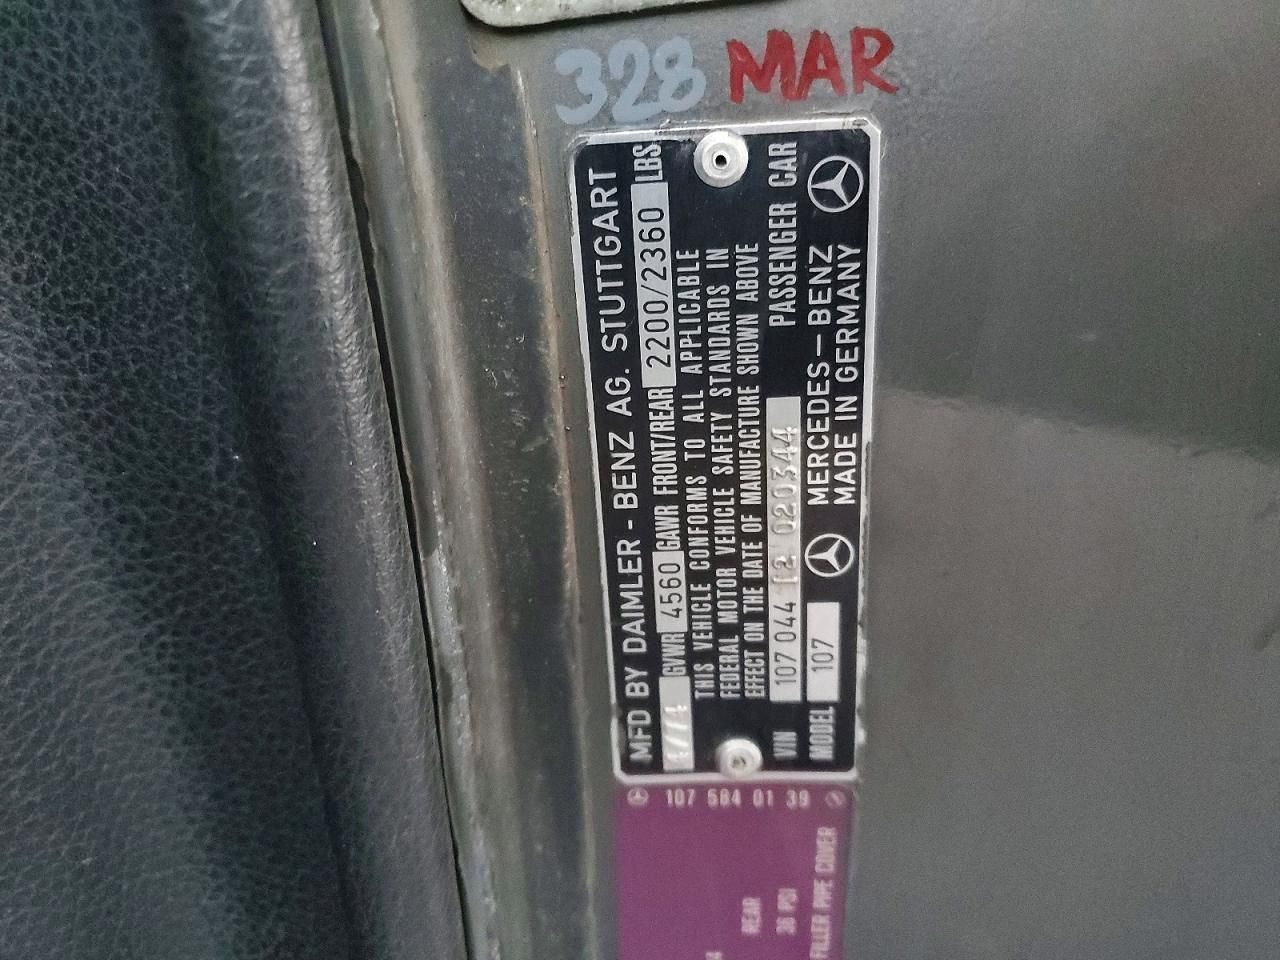 328 MAR
MFD BY DAIMLER-BENZ AG. STUTTGART
GVWR 4560 GAWR FRONT/REAR 2200/2360 LBS
THIS VEHICLE CONFORMS TO ALL APPLICABLE
FEDERAL MOTOR VEHICLE SAFETY STANDARDS IN
EFFECT ON THE DATE OF MANUFACTURE SHOWN ABOVE
VIN 107 044 12 020344 PASSENGER CAR
MODEL 107 MERCEDES-BENZ
MADE IN GERMANY
107 584 01 39
REAR
36 PSI
FILLER PIPE COVER